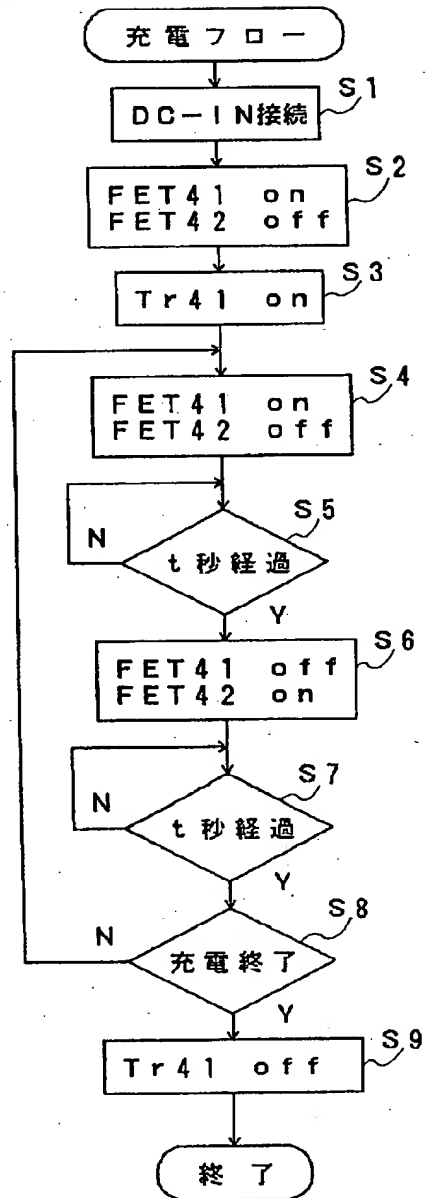 充電フロー
S1
DC-IN接続
S2
FET41 on
FET42 off
S3
Tr41 on
S4
FET41 on
FET42 off
S5
N
t秒経過
Y
S6
FET41 off
FET42 on
S7
N
t秒経過
Y
S8
N
充電終了
Y
S9
Tr41 off
終了